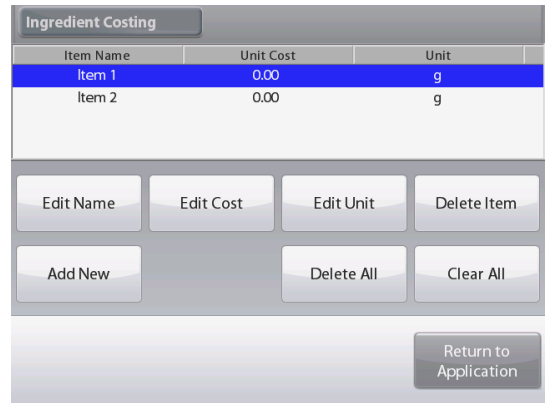 Ingredient Costing
Item Name Unit Cost Unit
Item 1 0.00 g
Item 2 0.00 g
Edit Name Edit Cost Edit Unit Delete Item
Add New Delete All Clear All
Return to
Application